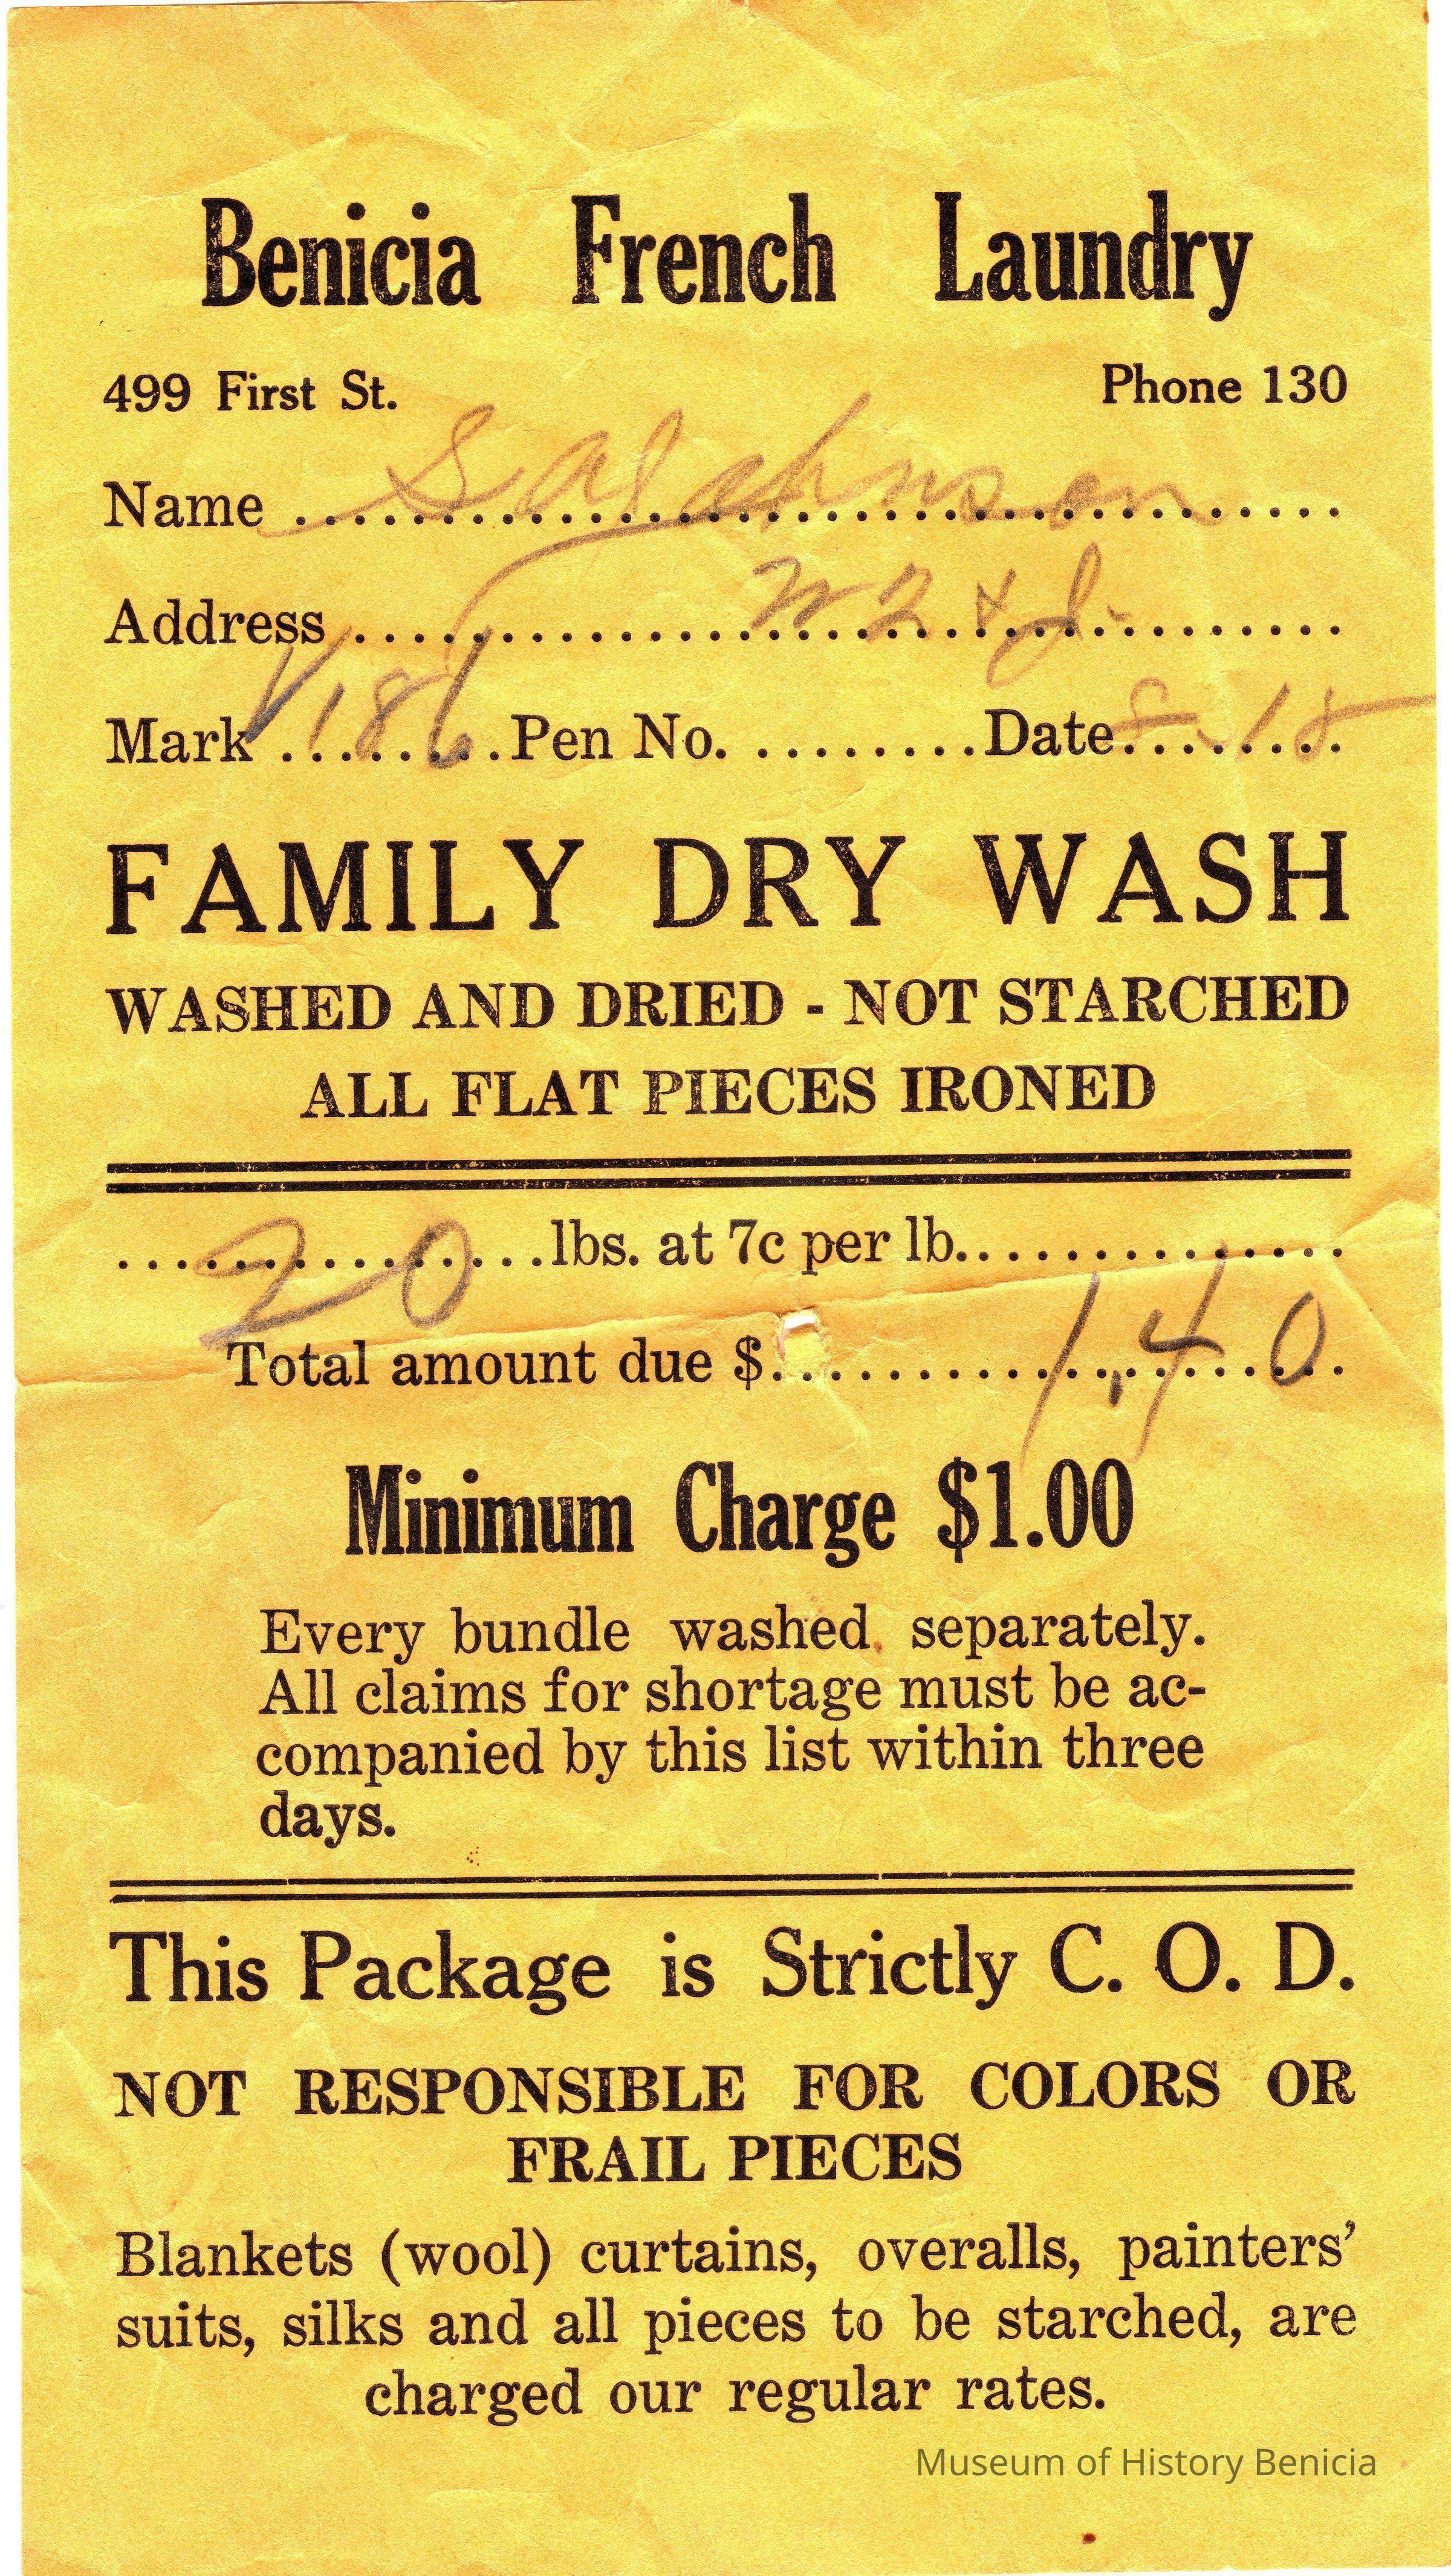 Benicia French Laundry
499 First St. Phone 130
Name
Address W 2 & J.
Mark V186 Pen No. Date 8-18
FAMILY DRY WASH
WASHED AND DRIED - NOT STARCHED
ALL FLAT PIECES IRONED
20 lbs. at 7c per lb.
Total amount due $ 1.40
Minimum Charge $1.00
Every bundle washed separately.
All claims for shortage must be ac-
companied by this list within three
days.
This Package is Strictly C. O. D.
NOT RESPONSIBLE FOR COLORS OR
FRAIL PIECES
Blankets (wool) curtains, overalls, painters'
suits, silks and all pieces to be starched, are
charged our regular rates.
Museum of History Benicia